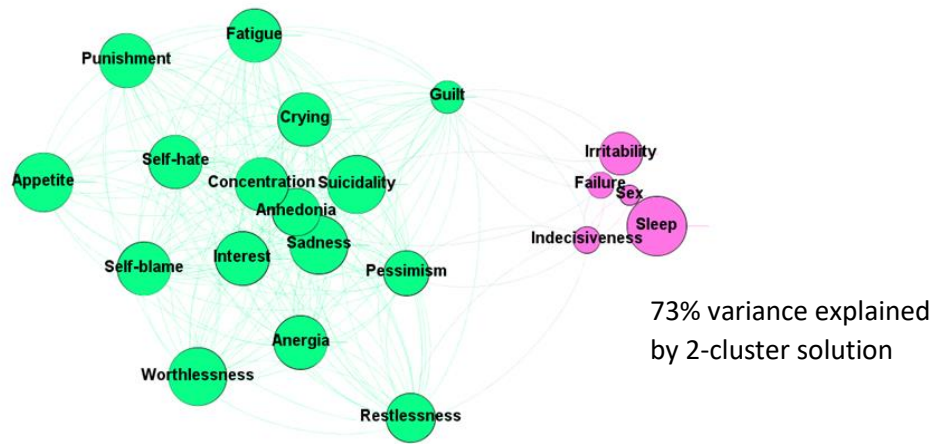 Fatigue
Punishment
Guilt
Crying
Irritability
Self-hate
Appetite
Concentration
Suicidality
Failure
Sex
Anhedonia
Sleep
Indecisiveness
Sadness
Interest
Self-blame
Pessimism
73% variance explained
by 2-cluster solution
Anergia
Worthlessness
Restlessness